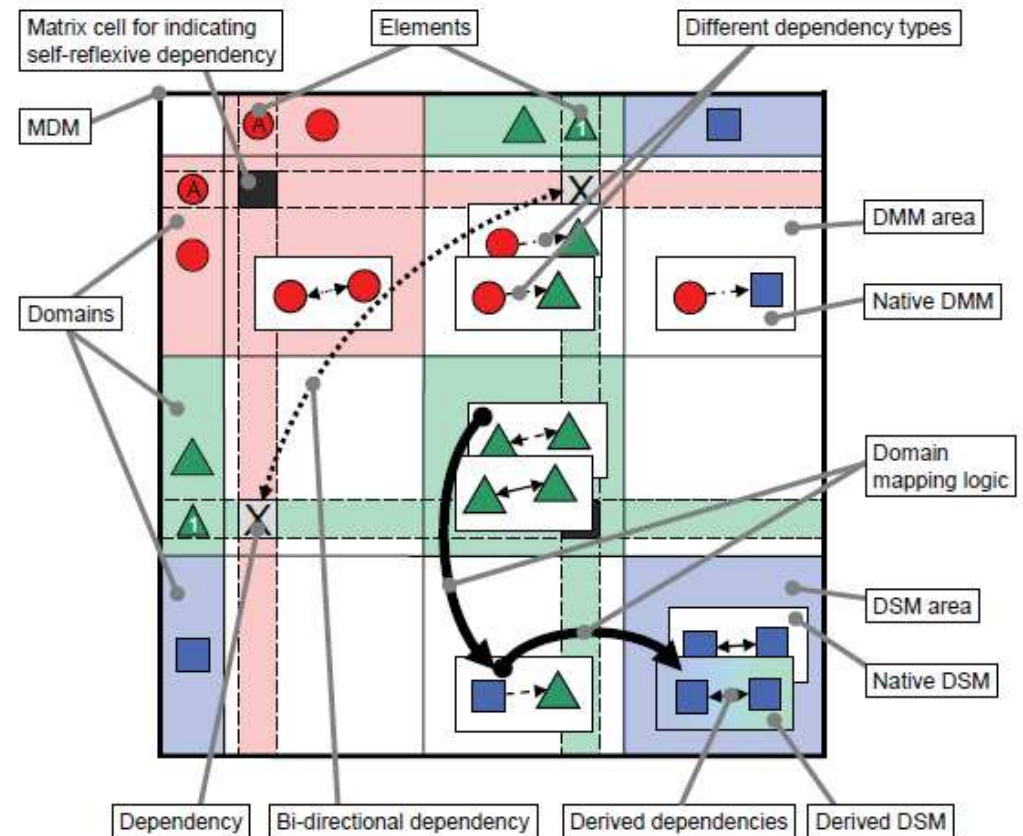 Matrix cell for indicating
self-reflexive dependency
Elements
Different dependency types
MDM
A
1
A
X
DMM area
Native DMM
Domains
Domain
mapping logic
1
X
DSM area
Native DSM
Dependency
Bi-directional dependency
Derived dependencies
Derived DSM